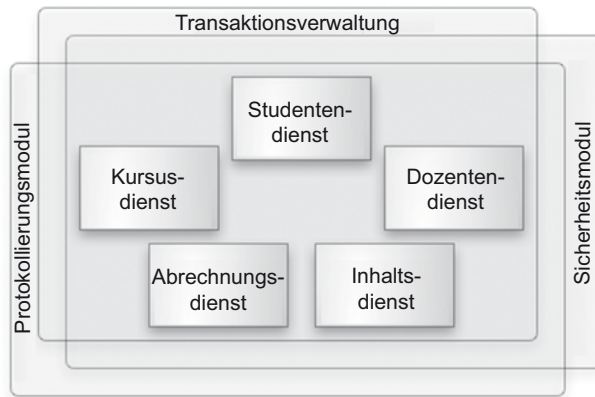 Transaktionsverwaltung
Protokollierungsmodul
Sicherheitsmodul
Studenten-
dienst
Kursus-
dienst
Dozenten-
dienst
Abrechnungs-
dienst
Inhalts-
dienst